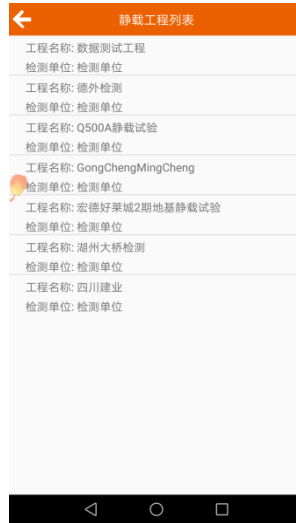 静载工程列表
工程名称: 数据测试工程
检测单位: 检测单位
工程名称: 德外检测
检测单位: 检测单位
工程名称: Q500A静载试验
检测单位: 检测单位
工程名称: GongChengMingCheng
检测单位: 检测单位
工程名称: 宏德好莱城2期地基静载试验
检测单位: 检测单位
工程名称: 湖州大桥检测
检测单位: 检测单位
工程名称: 四川建业
检测单位: 检测单位